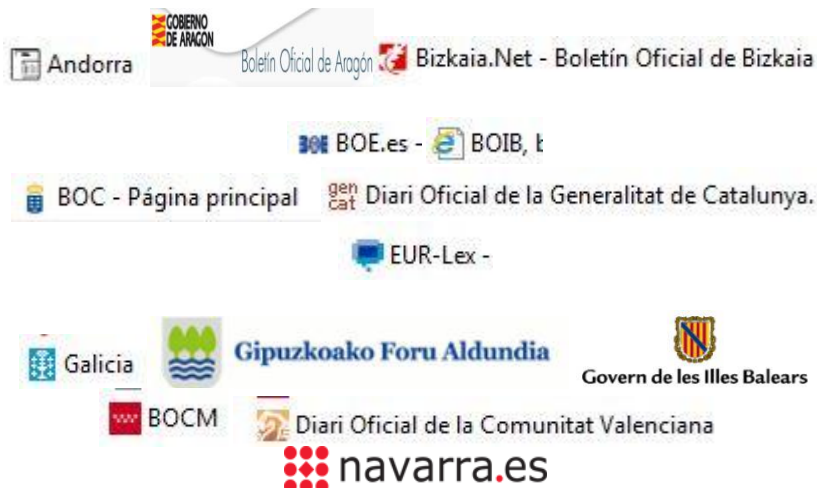 GOBIERNO
DE ARAGON
Andorra
Boletín Oficial de Aragón
Bizkaia.Net - Boletín Oficial de Bizkaia
BOE BOE.es - BOIB, b
BOC - Página principal
gen
cat Diari Oficial de la Generalitat de Catalunya.
EUR-Lex -
Galicia
Gipuzkoako Foru Aldundia
Govern de les Illes Balears
BOCM
Diari Oficial de la Comunitat Valenciana
navarra.es